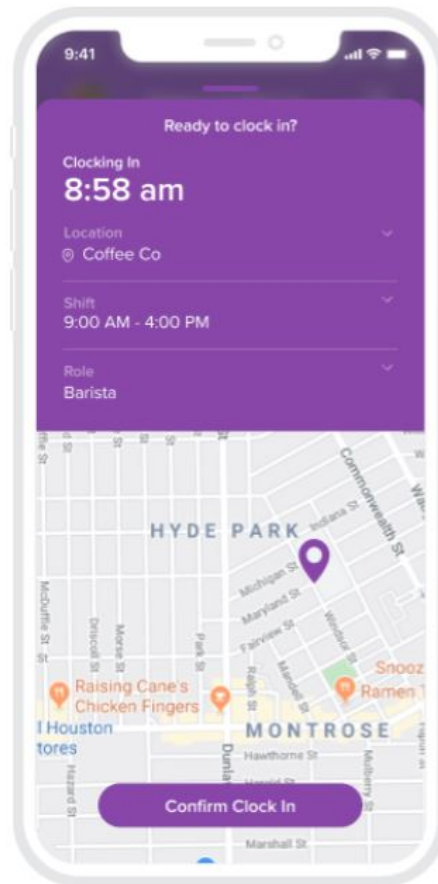 9:41
Ready to clock in?
Clocking In
8:58 am
Location
Coffee Co
Shift
9:00 AM - 4:00 PM
Role
Barista
Commonwealth St
Indiana St
HYDE PARK
Michigan St
Maryland St
Fairview St
Windsor St
McDuffie St
Driscoll St
Morse St
Park St
Ralph St
Mandell St
St
Snooz
Raising Cane's
Chicken Fingers
Ramen T
l Houston
tores
MONTROSE
Dunlav
Hawthorne St
Mulberry St
Hazard St
Confirm Clock In
Marshall St